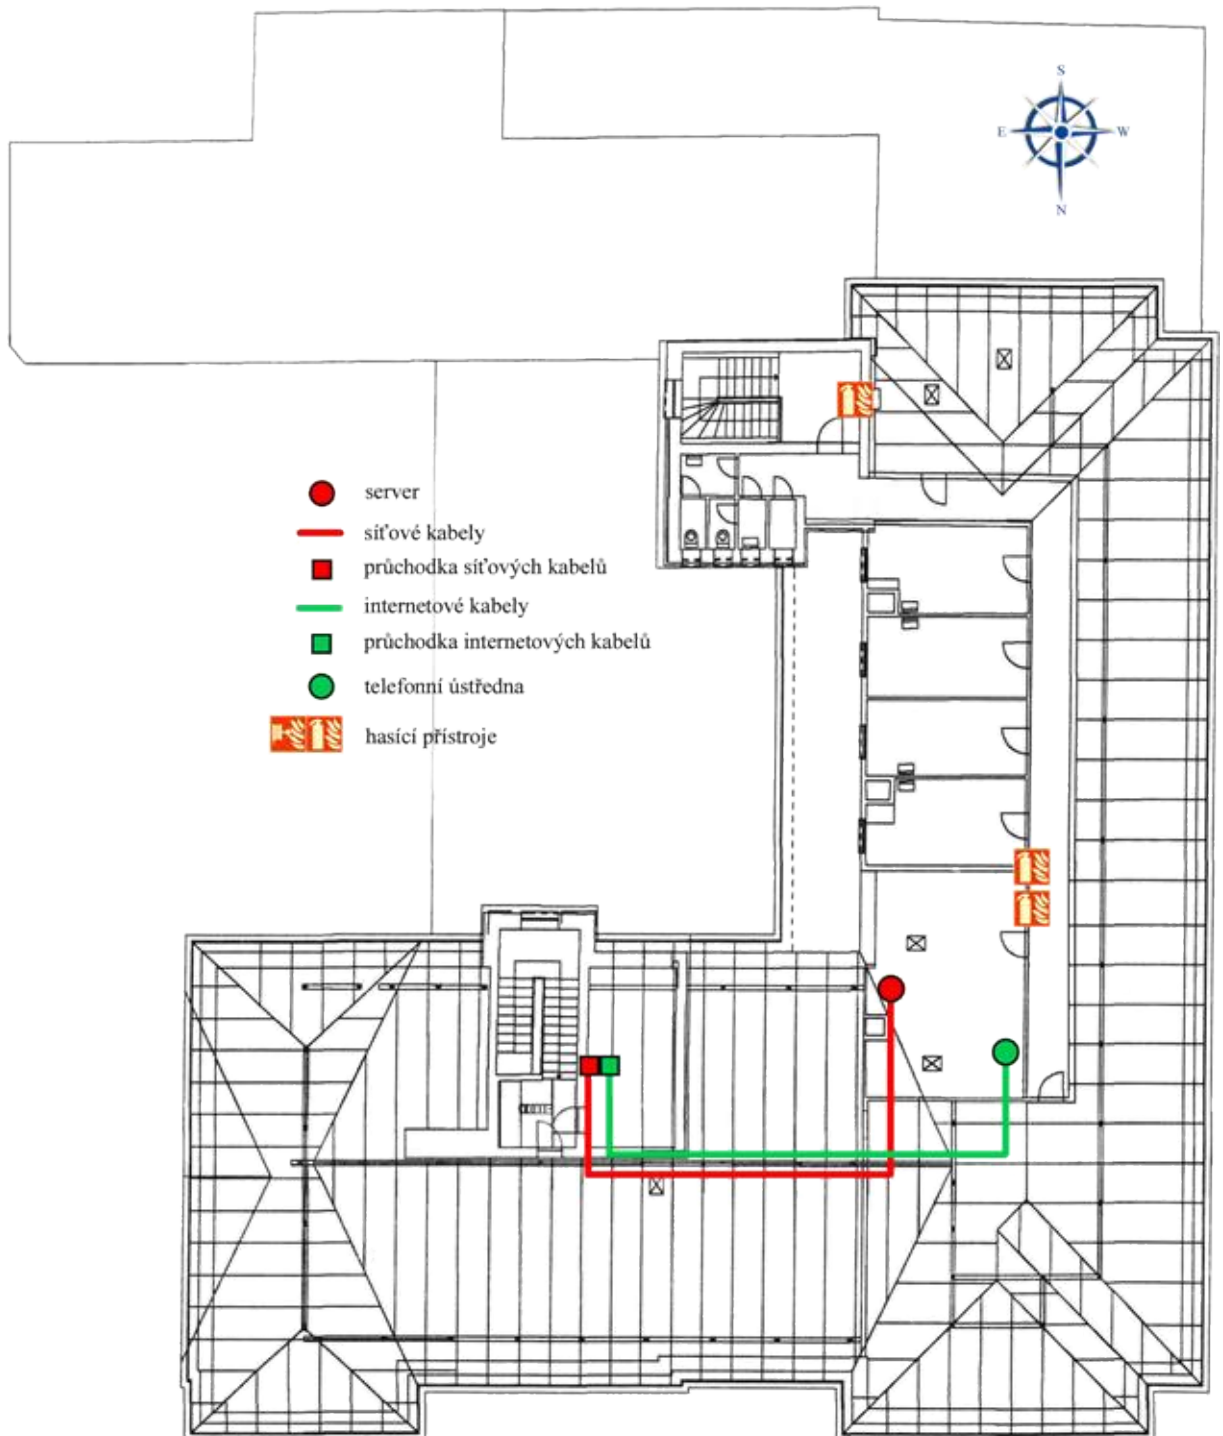 S
E W
N
server
síťové kabely
průchodka síťových kabelů
internetové kabely
průchodka internetových kabelů
telefonní ústředna
hasící přístroje